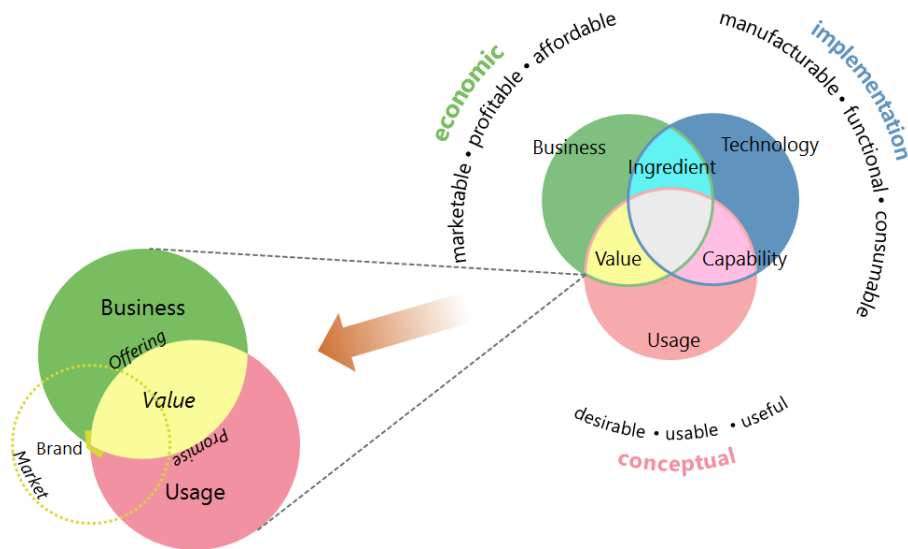 economic
marketable • profitable • affordable
manufacturable • functional • consumable
implementation
Business
Technology
Ingredient
Value
Capability
Usage
desirable • usable • useful
conceptual
Business
Offering
Value
Brand
Promise
Market
Usage